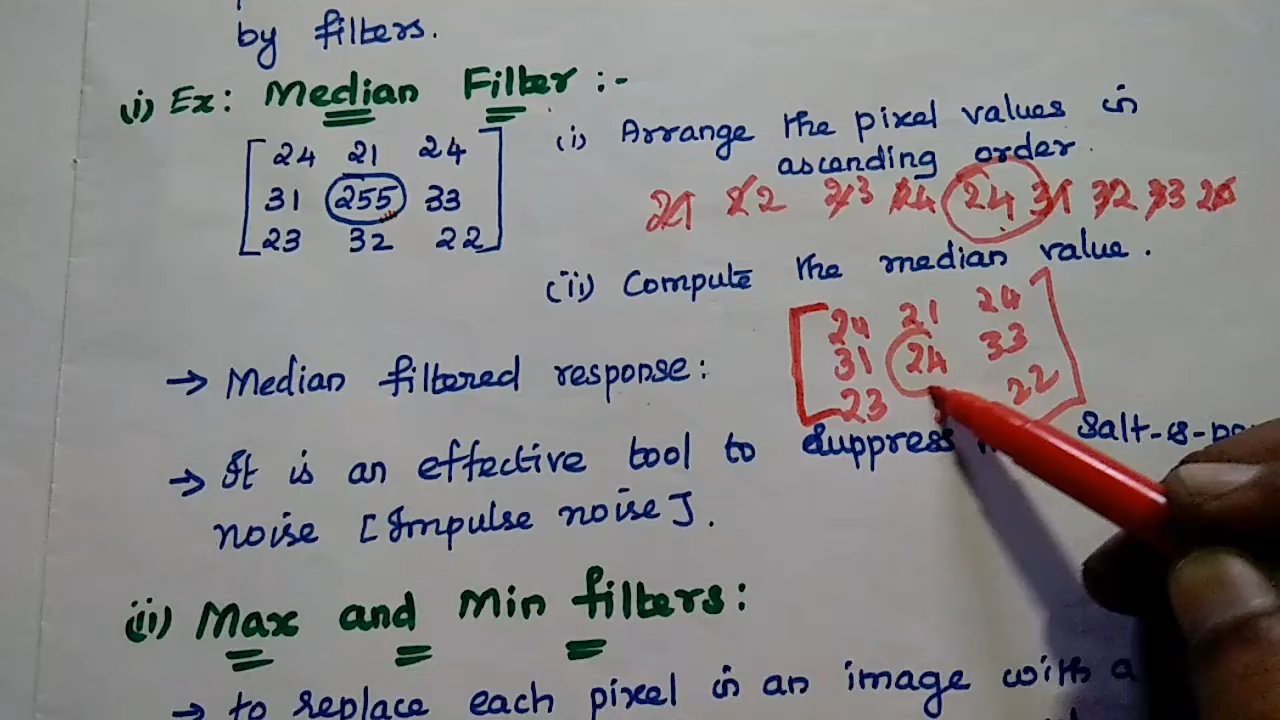 by filters.
(i) Ex: Median Filter :-
24 21 24
31 255 33
23 32 22
(i) Arrange the pixel values in
ascending order.
21 22 23 24 24 31 32 33
(ii) Compute the median value.
24 21 24
31 24 33
23 22
→ Median filtered response:
→ It is an effective tool to suppress Salt-&-
noise [Impulse noise].
(ii) Max and Min filters:
→ to replace each pixel in an image with a